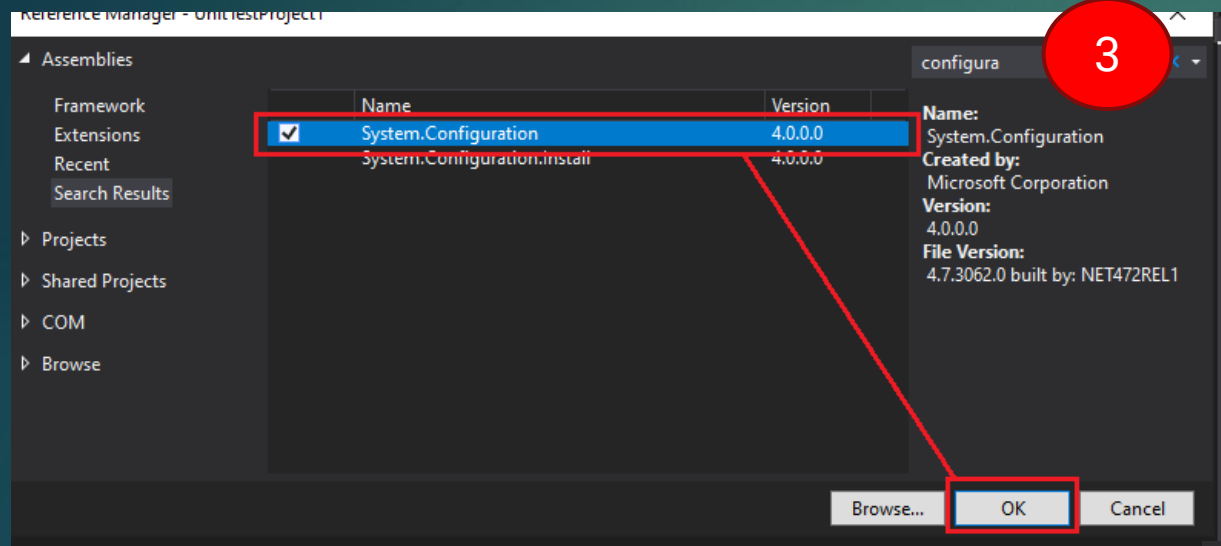 Reference Manager - UnitTestProject1
3
Assemblies
configura
Framework
Extensions
Recent
Search Results
Projects
Shared Projects
COM
Browse
Name Version
System.Configuration 4.0.0.0
System.Configuration.Install 4.0.0.0
Name:
System.Configuration
Created by:
Microsoft Corporation
Version:
4.0.0.0
File Version:
4.7.3062.0 built by: NET472REL1
Browse... OK Cancel